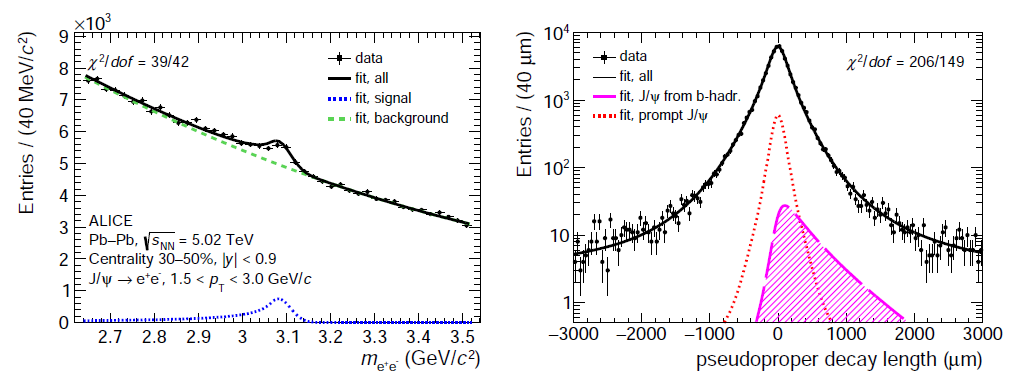 ×10³
9
8
7
6
5
4
3
2
1
0
Entries / (40 MeV/c²)
χ²/dof = 39/42
data
fit, all
fit, signal
fit, background
ALICE
Pb–Pb, √sNN = 5.02 TeV
Centrality 30–50%, |y| < 0.9
J/ψ → e⁺e⁻, 1.5 < pT < 3.0 GeV/c
2.7 2.8 2.9 3 3.1 3.2 3.3 3.4 3.5
me⁺e⁻ (GeV/c²)
10⁴
10³
10²
10
1
Entries / (40 μm)
data
fit, all
fit, J/ψ from b-hadr.
fit, prompt J/ψ
χ²/dof = 206/149
−3000 −2000 −1000 0 1000 2000 3000
pseudoproper decay length (μm)